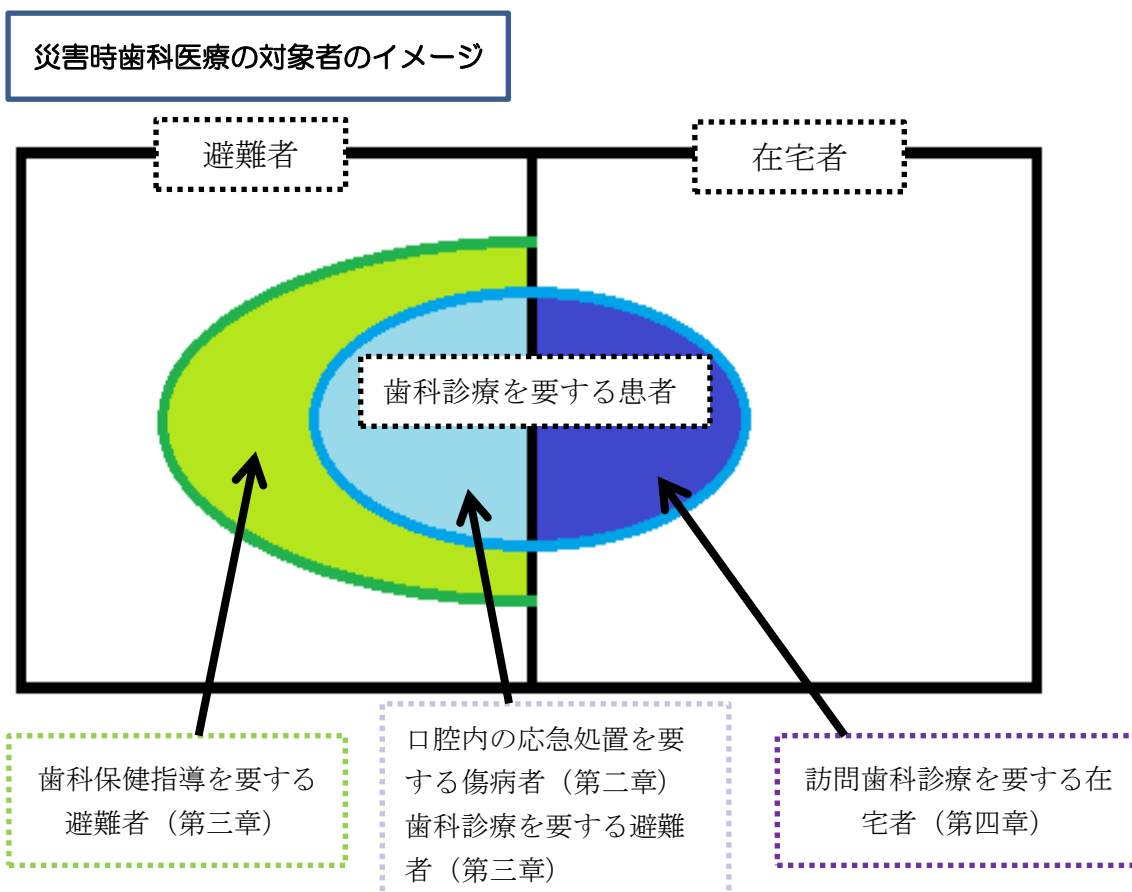 災害時歯科医療の対象者のイメージ
避難者
在宅者
歯科診療を要する患者
歯科保健指導を要する
避難者（第三章）
口腔内の応急処置を要
する傷病者（第二章）
歯科診療を要する避難
者（第三章）
訪問歯科診療を要する在
宅者（第四章）